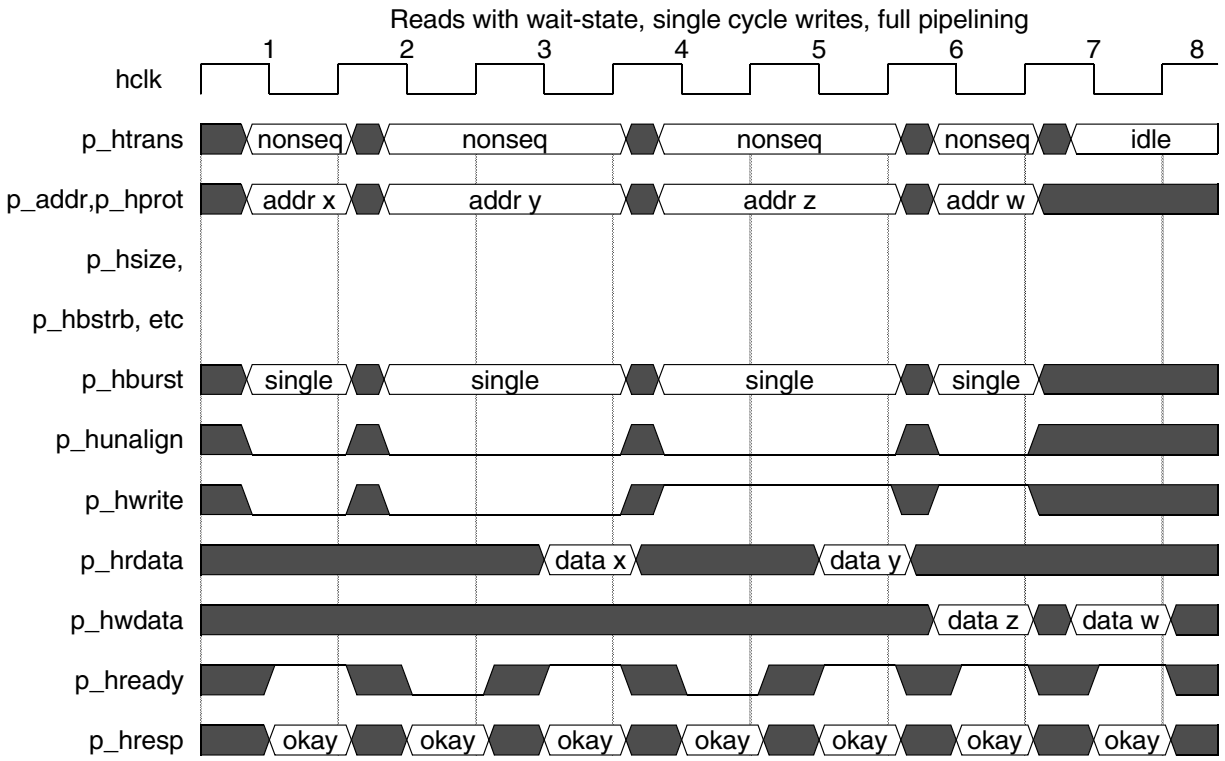 Reads with wait-state, single cycle writes, full pipelining
1 2 3 4 5 6 7 8
hclk
p_htrans nonseq nonseq nonseq nonseq idle
p_addr,p_hprot addr x addr y addr z addr w
p_hsize,
p_hbstrb, etc
p_hburst single single single single
p_hunalign
p_hwrite
p_hrdata data x data y
p_hwdata data z data w
p_hready
p_hresp okay okay okay okay okay okay okay